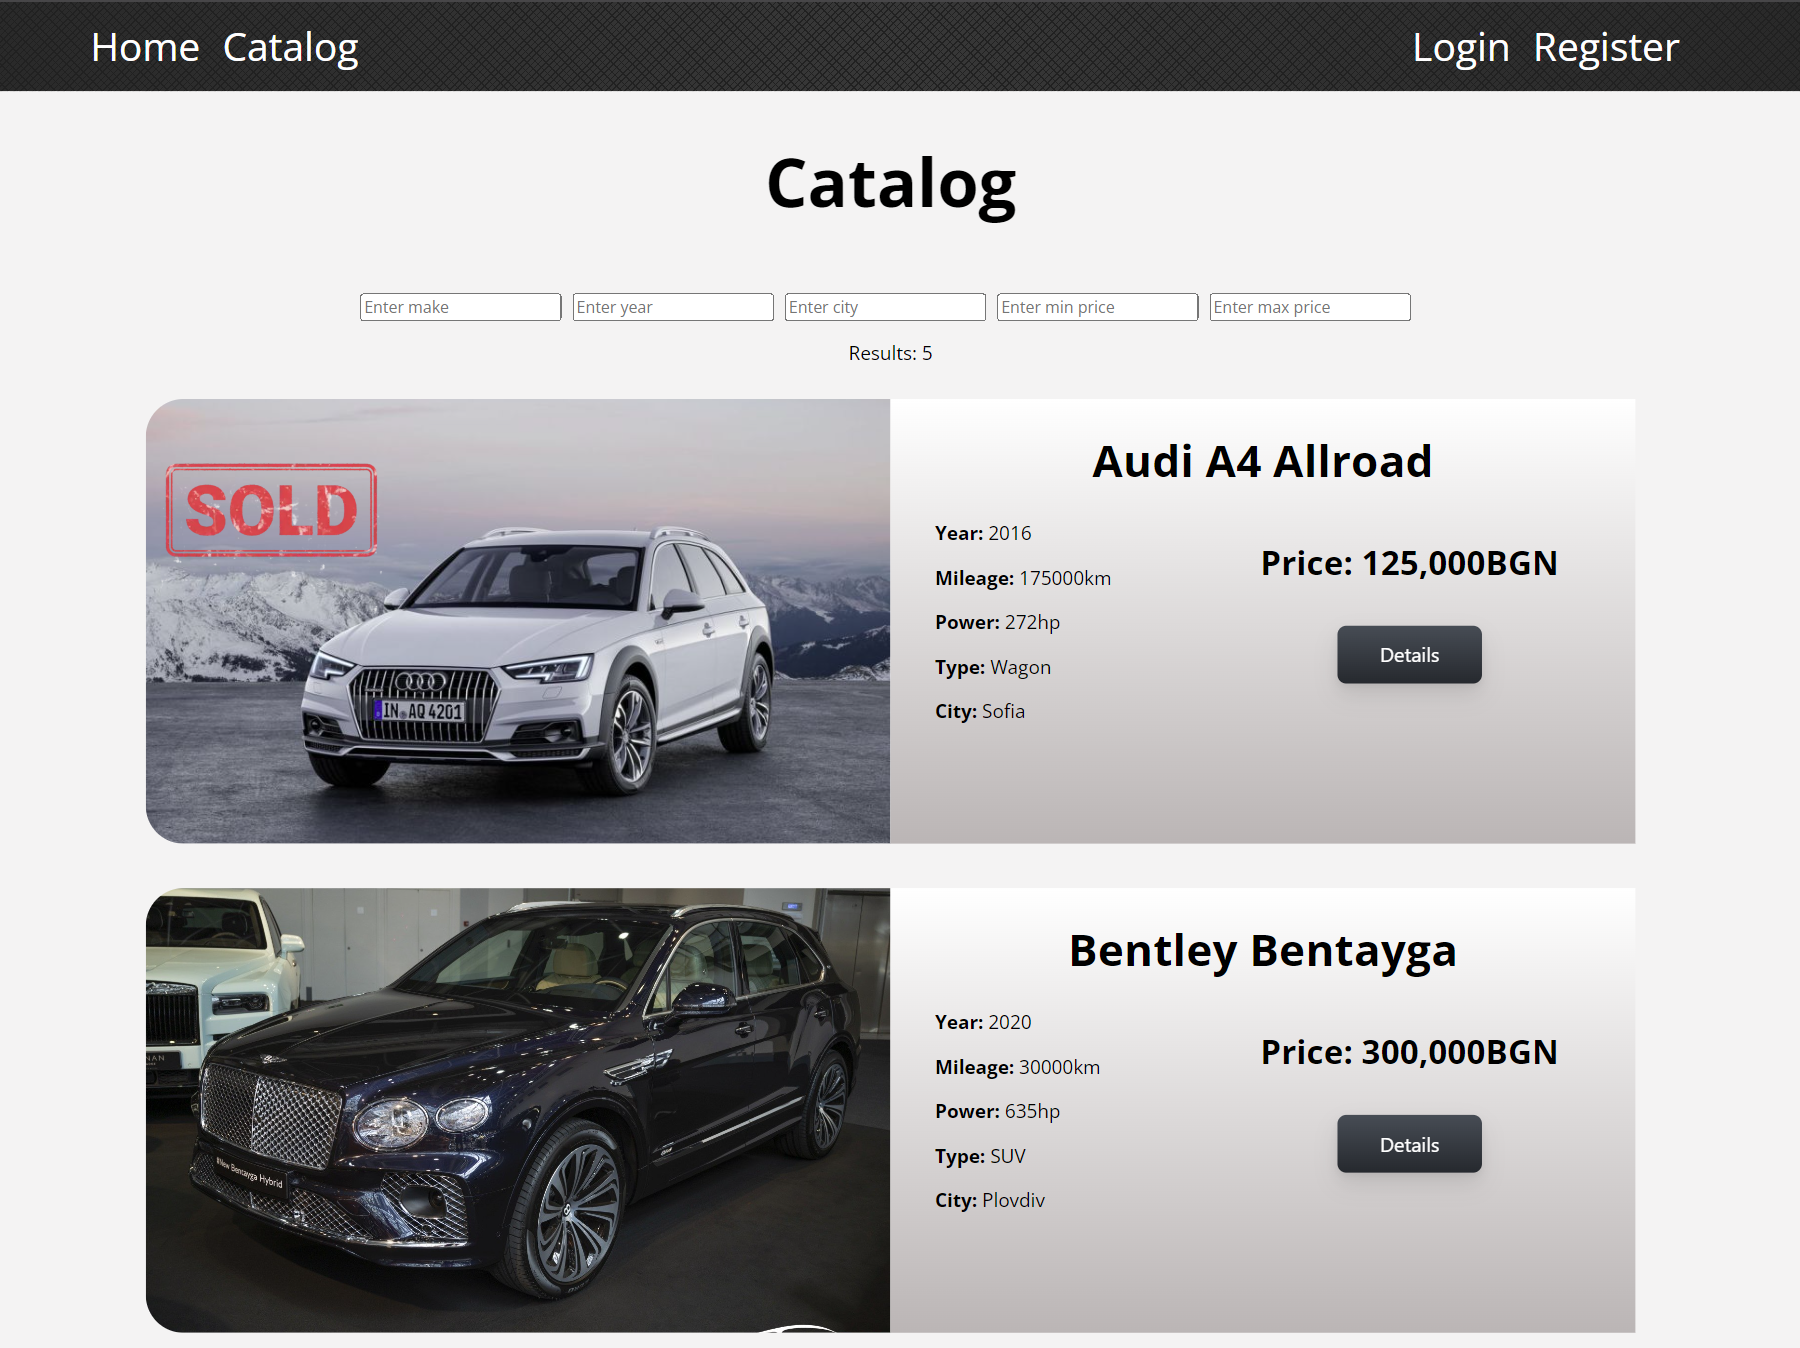 Home Catalog
Login Register
Catalog
Enter make
Enter year
Enter city
Enter min price
Enter max price
Results: 5
SOLD
IN AQ 4201
Audi A4 Allroad
Year: 2016
Mileage: 175000km
Power: 272hp
Type: Wagon
City: Sofia
Price: 125,000BGN
Details
#New Bentayga Hybrid
Bentley Bentayga
Year: 2020
Mileage: 30000km
Power: 635hp
Type: SUV
City: Plovdiv
Price: 300,000BGN
Details